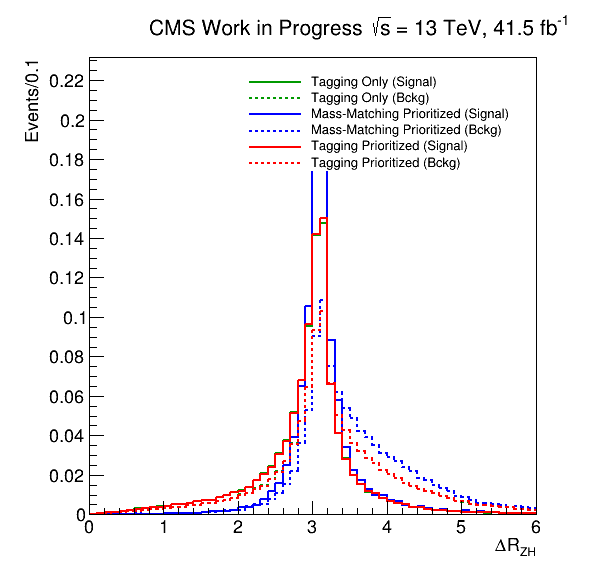 CMS Work in Progress √s = 13 TeV, 41.5 fb⁻¹
Events/0.1
0.22
0.2
0.18
0.16
0.14
0.12
0.1
0.08
0.06
0.04
0.02
0
Tagging Only (Signal)
Tagging Only (Bckg)
Mass-Matching Prioritized (Signal)
Mass-Matching Prioritized (Bckg)
Tagging Prioritized (Signal)
Tagging Prioritized (Bckg)
0 1 2 3 4 5 6
ΔR_ZH